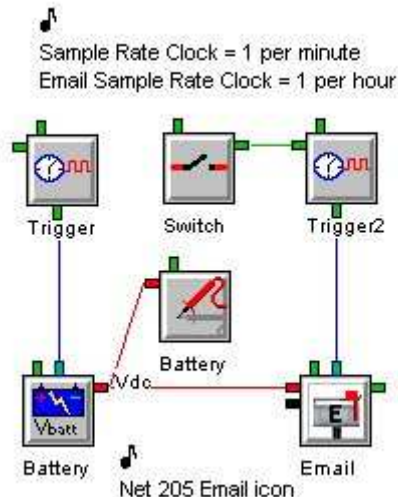 Sample Rate Clock = 1 per minute
Email Sample Rate Clock = 1 per hour
Trigger
Switch
Trigger2
Battery
Vdc
Vbatt
E
Battery
Email
Net 205 Email icon